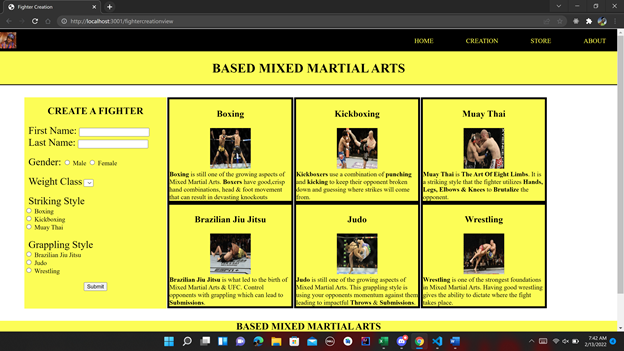 Fighter Creation
http://localhost:3001/fightercreationview
HOME CREATION STORE ABOUT
BASED MIXED MARTIAL ARTS
CREATE A FIGHTER
First Name:
Last Name:
Gender: Male Female
Weight Class
Striking Style
Boxing
Kickboxing
Muay Thai
Grappling Style
Brazilian Jiu Jitsu
Judo
Wrestling
Submit
Boxing
Boxing is still one of the growing aspects of
Mixed Martial Arts. Boxers have good,crisp
hand combinations, head & foot movement
that can result in devasting knockouts
Kickboxing
Kickboxers use a combination of punching
and kicking to keep their opponent broken
down and guessing where strikes will come
from.
Muay Thai
Muay Thai is The Art Of Eight Limbs. It is
a striking style that the fighter utilizes Hands,
Legs, Elbows & Knees to Brutalize the
opponent.
Brazilian Jiu Jitsu
Brazilian Jiu Jitsu is what led to the birth of
Mixed Martial Arts & UFC. Control
opponents with grappling which can lead to
Submissions.
Judo
Judo is still one of the growing aspects of
Mixed Martial Arts. This grappling style is
using your opponents momentum against them
leading to impactful Throws & Submissions.
Wrestling
Wrestling is one of the strongest foundations
in Mixed Martial Arts. Having good wrestling
gives the ability to dictate where the fight
takes place.
BASED MIXED MARTIAL ARTS
7:42 AM
2/13/2022